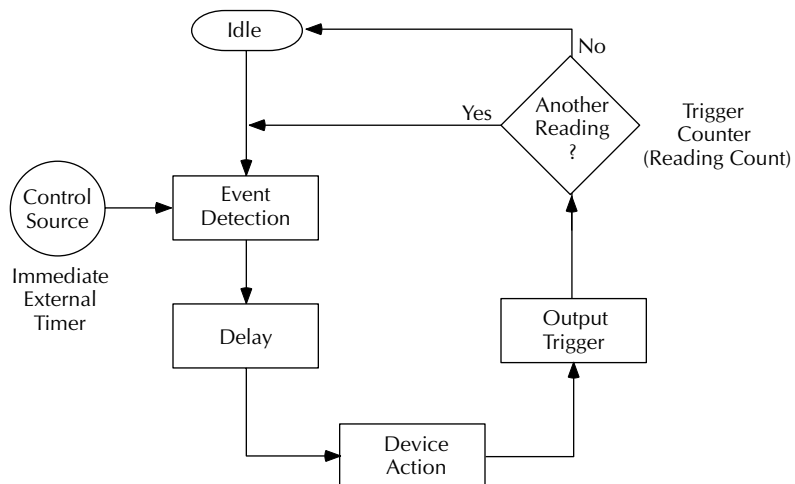 Idle
No
Yes
Another
Reading
?
Trigger
Counter
(Reading Count)
Control
Source
Event
Detection
Immediate
External
Timer
Delay
Output
Trigger
Device
Action